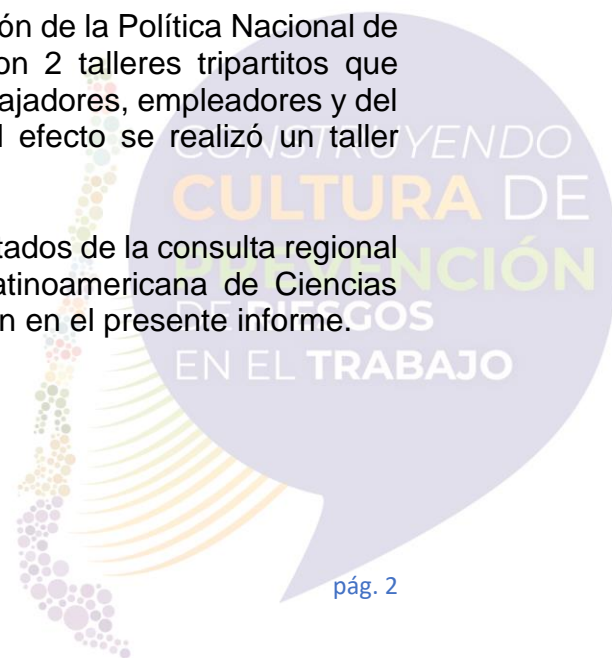 ón de la Política Nacional de
on 2 talleres tripartitos que
ajadores, empleadores y del
l efecto se realizó un taller
CONSTRUYENDO
CULTURA DE
PREVENCIÓN
DE RIESGOS
EN EL TRABAJO
tados de la consulta regional
atinoamericana de Ciencias
n en el presente informe.
pág. 2